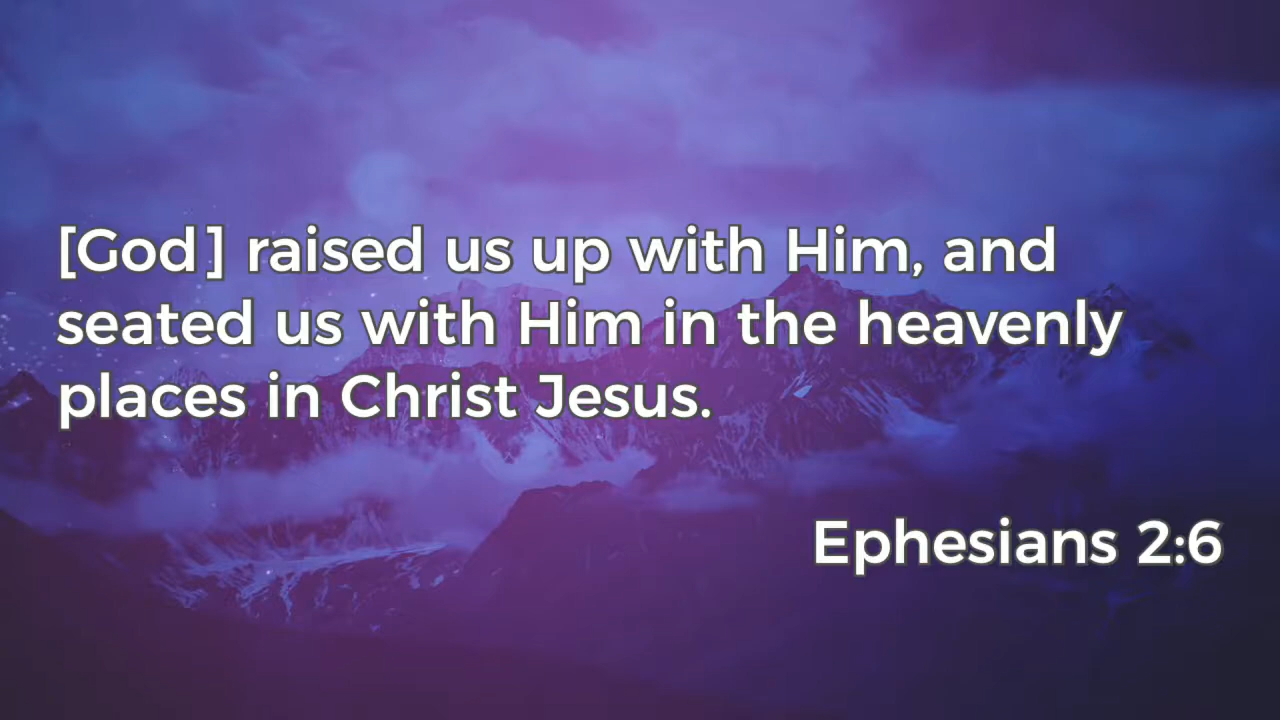 [God] raised us up with Him, and
seated us with Him in the heavenly
places in Christ Jesus.
Ephesians 2:6